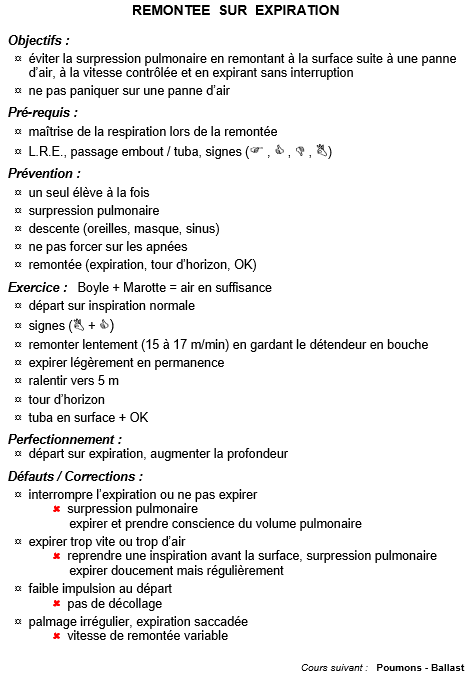 REMONTEE SUR EXPIRATION
Objectifs :
¤ éviter la surpression pulmonaire en remontant à la surface suite à une panne
d’air, à la vitesse contrôlée et en expirant sans interruption
¤ ne pas paniquer sur une panne d’air
Pré-requis :
¤ maîtrise de la respiration lors de la remontée
¤ L.R.E., passage embout / tuba, signes (☞ , 👍 , 👎 , ✋)
Prévention :
¤ un seul élève à la fois
¤ surpression pulmonaire
¤ descente (oreilles, masque, sinus)
¤ ne pas forcer sur les apnées
¤ remontée (expiration, tour d’horizon, OK)
Exercice : Boyle + Marotte = air en suffisance
¤ départ sur inspiration normale
¤ signes (✋ + 👍)
¤ remonter lentement (15 à 17 m/min) en gardant le détendeur en bouche
¤ expirer légèrement en permanence
¤ ralentir vers 5 m
¤ tour d’horizon
¤ tuba en surface + OK
Perfectionnement :
¤ départ sur expiration, augmenter la profondeur
Défauts / Corrections :
¤ interrompre l’expiration ou ne pas expirer
✖ surpression pulmonaire
expirer et prendre conscience du volume pulmonaire
¤ expirer trop vite ou trop d’air
✖ reprendre une inspiration avant la surface, surpression pulmonaire
expirer doucement mais régulièrement
¤ faible impulsion au départ
✖ pas de décollage
¤ palmage irrégulier, expiration saccadée
✖ vitesse de remontée variable
Cours suivant : Poumons - Ballast